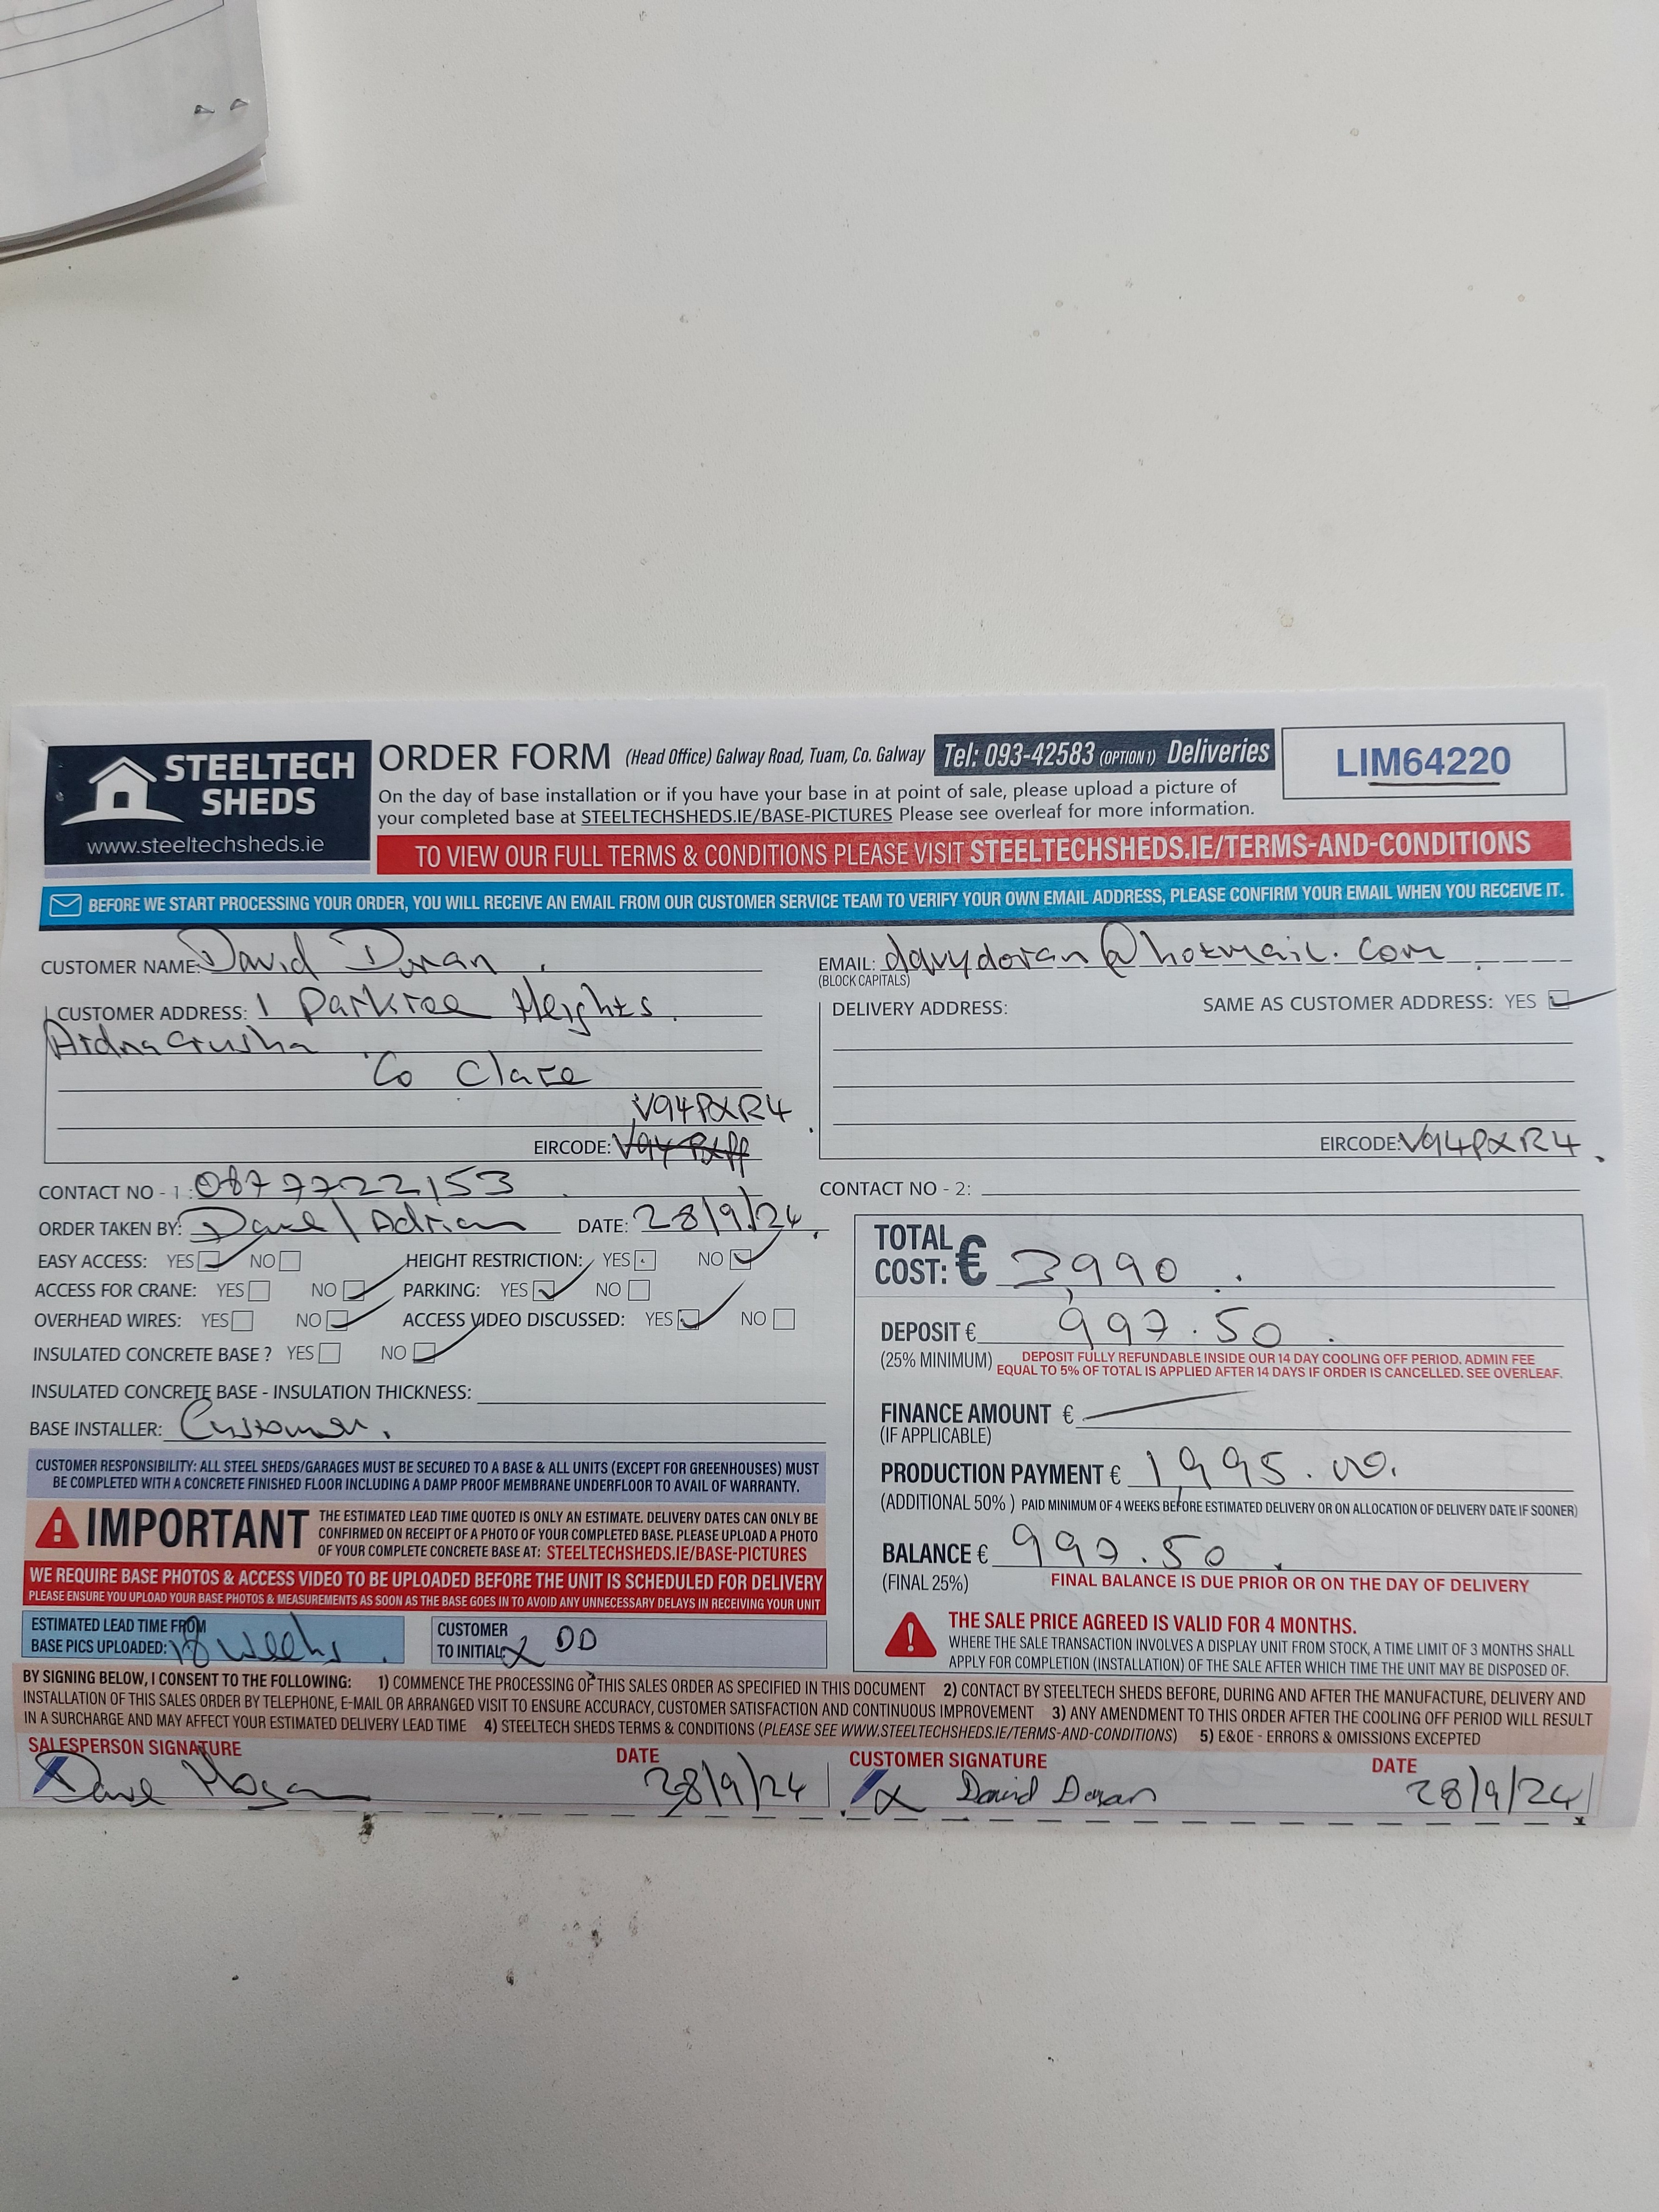 STEELTECH SHEDS
www.steeltechsheds.ie
ORDER FORM (Head Office) Galway Road, Tuam, Co. Galway Tel: 093-42583 (OPTION 1) Deliveries
LIM64220
On the day of base installation or if you have your base in at point of sale, please upload a picture of
your completed base at STEELTECHSHEDS.IE/BASE-PICTURES Please see overleaf for more information.
TO VIEW OUR FULL TERMS & CONDITIONS PLEASE VISIT STEELTECHSHEDS.IE/TERMS-AND-CONDITIONS
BEFORE WE START PROCESSING YOUR ORDER, YOU WILL RECEIVE AN EMAIL FROM OUR CUSTOMER SERVICE TEAM TO VERIFY YOUR OWN EMAIL ADDRESS, PLEASE CONFIRM YOUR EMAIL WHEN YOU RECEIVE IT.
CUSTOMER NAME: David Doran
EMAIL: davydoran@hotmail.com
(BLOCK CAPITALS)
CUSTOMER ADDRESS: 1 Parkroe Heights
Ardnacrusha
Co Clare
V94PXR4
EIRCODE:
DELIVERY ADDRESS: SAME AS CUSTOMER ADDRESS: YES
EIRCODE: V94PXR4
CONTACT NO - 1: 0877722153
CONTACT NO - 2:
ORDER TAKEN BY: Dave/Adrian DATE: 28/9/24
EASY ACCESS: YES NO HEIGHT RESTRICTION: YES NO
ACCESS FOR CRANE: YES NO PARKING: YES NO
OVERHEAD WIRES: YES NO ACCESS VIDEO DISCUSSED: YES NO
INSULATED CONCRETE BASE ? YES NO
INSULATED CONCRETE BASE - INSULATION THICKNESS:
BASE INSTALLER: Customer.
CUSTOMER RESPONSIBILITY: ALL STEEL SHEDS/GARAGES MUST BE SECURED TO A BASE & ALL UNITS (EXCEPT FOR GREENHOUSES) MUST
BE COMPLETED WITH A CONCRETE FINISHED FLOOR INCLUDING A DAMP PROOF MEMBRANE UNDERFLOOR TO AVAIL OF WARRANTY.
IMPORTANT
THE ESTIMATED LEAD TIME QUOTED IS ONLY AN ESTIMATE. DELIVERY DATES CAN ONLY BE
CONFIRMED ON RECEIPT OF A PHOTO OF YOUR COMPLETED BASE. PLEASE UPLOAD A PHOTO
OF YOUR COMPLETE CONCRETE BASE AT: STEELTECHSHEDS.IE/BASE-PICTURES
WE REQUIRE BASE PHOTOS & ACCESS VIDEO TO BE UPLOADED BEFORE THE UNIT IS SCHEDULED FOR DELIVERY
PLEASE ENSURE YOU UPLOAD YOUR BASE PHOTOS & MEASUREMENTS AS SOON AS THE BASE GOES IN TO AVOID ANY UNNECESSARY DELAYS IN RECEIVING YOUR UNIT
ESTIMATED LEAD TIME FROM
BASE PICS UPLOADED: 18 weeks
CUSTOMER
TO INITIAL: X DD
TOTAL
COST: € 3,990
DEPOSIT € 997.50
(25% MINIMUM) DEPOSIT FULLY REFUNDABLE INSIDE OUR 14 DAY COOLING OFF PERIOD. ADMIN FEE
EQUAL TO 5% OF TOTAL IS APPLIED AFTER 14 DAYS IF ORDER IS CANCELLED. SEE OVERLEAF.
FINANCE AMOUNT €
(IF APPLICABLE)
PRODUCTION PAYMENT € 1,995.00.
(ADDITIONAL 50% ) PAID MINIMUM OF 4 WEEKS BEFORE ESTIMATED DELIVERY OR ON ALLOCATION OF DELIVERY DATE IF SOONER)
BALANCE € 997.50
(FINAL 25%) FINAL BALANCE IS DUE PRIOR OR ON THE DAY OF DELIVERY
THE SALE PRICE AGREED IS VALID FOR 4 MONTHS.
WHERE THE SALE TRANSACTION INVOLVES A DISPLAY UNIT FROM STOCK, A TIME LIMIT OF 3 MONTHS SHALL
APPLY FOR COMPLETION (INSTALLATION) OF THE SALE AFTER WHICH TIME THE UNIT MAY BE DISPOSED OF.
BY SIGNING BELOW, I CONSENT TO THE FOLLOWING: 1) COMMENCE THE PROCESSING OF THIS SALES ORDER AS SPECIFIED IN THIS DOCUMENT 2) CONTACT BY STEELTECH SHEDS BEFORE, DURING AND AFTER THE MANUFACTURE, DELIVERY AND
INSTALLATION OF THIS SALES ORDER BY TELEPHONE, E-MAIL OR ARRANGED VISIT TO ENSURE ACCURACY, CUSTOMER SATISFACTION AND CONTINUOUS IMPROVEMENT 3) ANY AMENDMENT TO THIS ORDER AFTER THE COOLING OFF PERIOD WILL RESULT
IN A SURCHARGE AND MAY AFFECT YOUR ESTIMATED DELIVERY LEAD TIME 4) STEELTECH SHEDS TERMS & CONDITIONS (PLEASE SEE WWW.STEELTECHSHEDS.IE/TERMS-AND-CONDITIONS) 5) E&OE - ERRORS & OMISSIONS EXCEPTED
SALESPERSON SIGNATURE DATE CUSTOMER SIGNATURE DATE
Dave Hogan 28/9/24 X David Doran 28/9/24